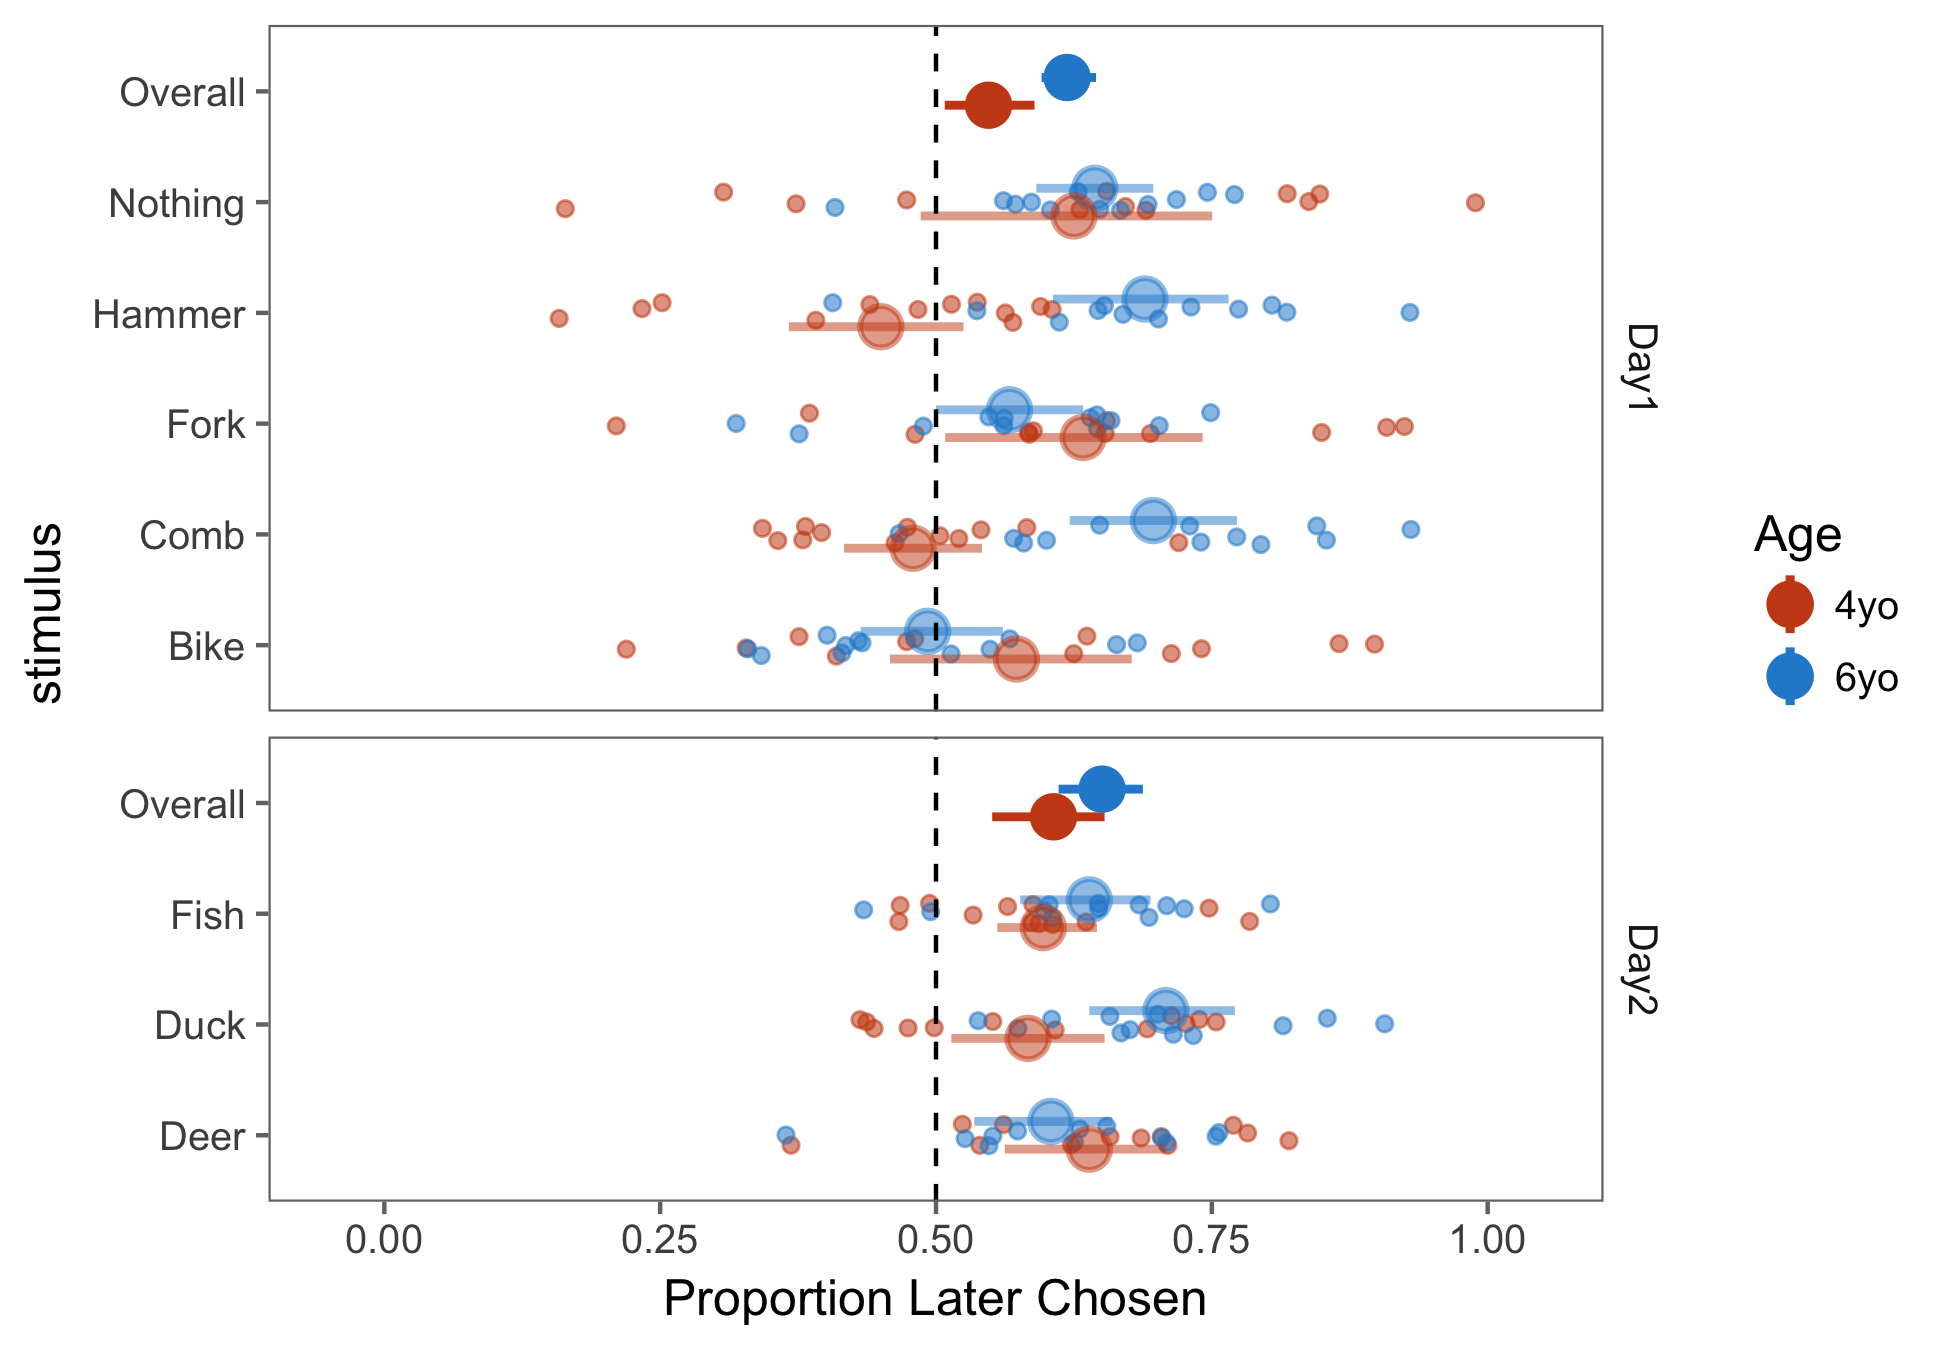 Overall
Nothing
Hammer
Fork
Comb
Bike
Day1
Overall
Fish
Duck
Deer
Day2
stimulus
0.00 0.25 0.50 0.75 1.00
Proportion Later Chosen
Age
4yo
6yo